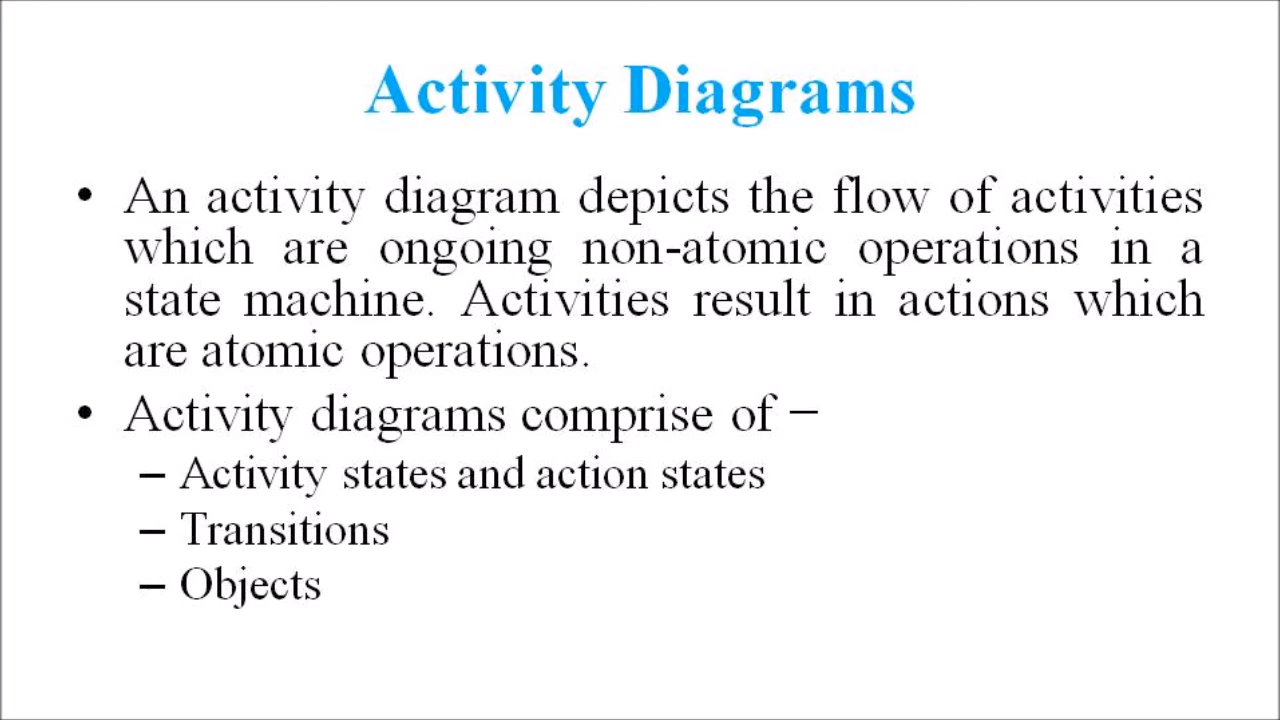 Activity Diagrams
• An activity diagram depicts the flow of activities
which are ongoing non-atomic operations in a
state machine. Activities result in actions which
are atomic operations.
• Activity diagrams comprise of −
– Activity states and action states
– Transitions
– Objects